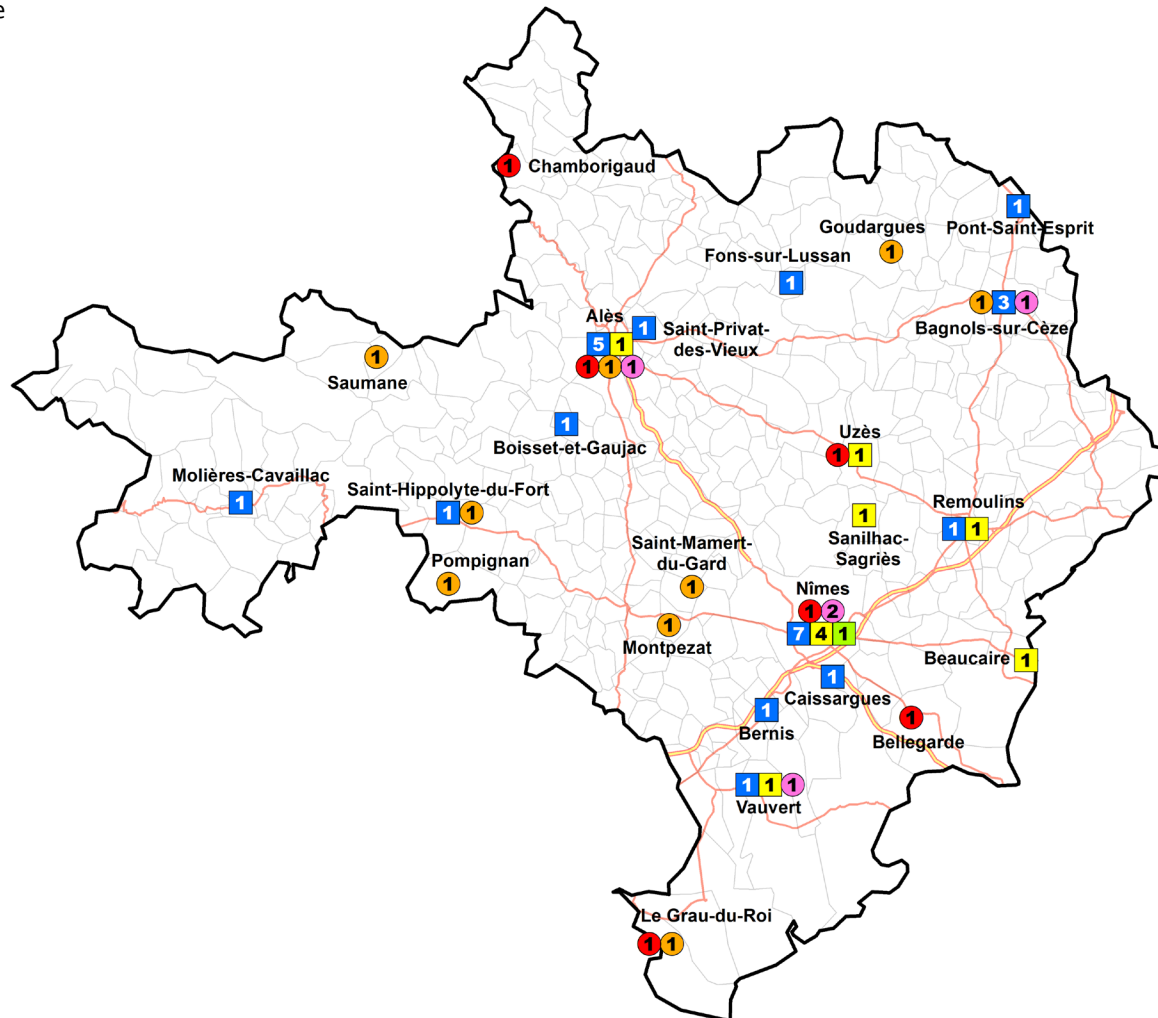 e
1 Chamborigaud
1
Pont-Saint-Esprit
Goudargues
1
Fons-sur-Lussan
1
1 3 1
Bagnols-sur-Cèze
Alès
1
Saint-Privat-
des-Vieux
5 1
1 1 1
1
Saumane
1
Boisset-et-Gaujac
Uzès
1 1
Molières-Cavaillac
1
Saint-Hippolyte-du-Fort
1 1
1
Sanilhac-
Sagriès
Remoulins
1 1
Pompignan
1
Saint-Mamert-
du-Gard
1
1
Montpezat
Nîmes
1 2
7 4 1
Beaucaire 1
1
Caissargues
1
Bernis
1
Bellegarde
1 1 1
Vauvert
Le Grau-du-Roi
1 1